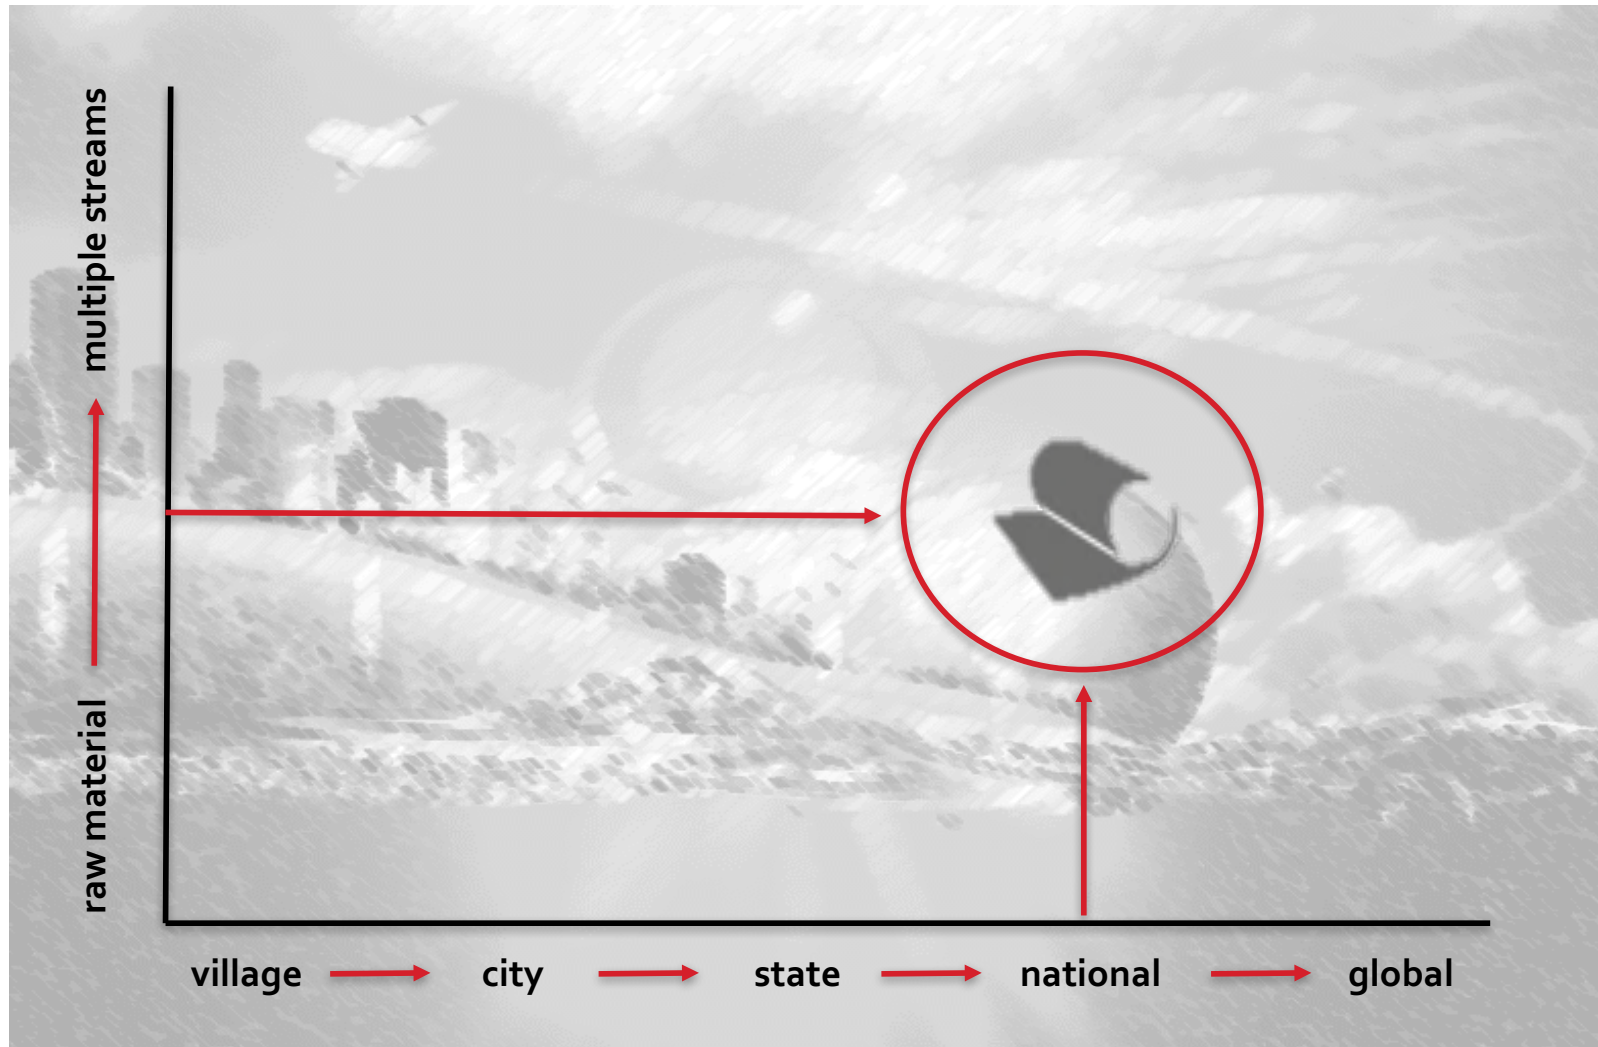 multiple streams
raw material
village
city
state
national
global